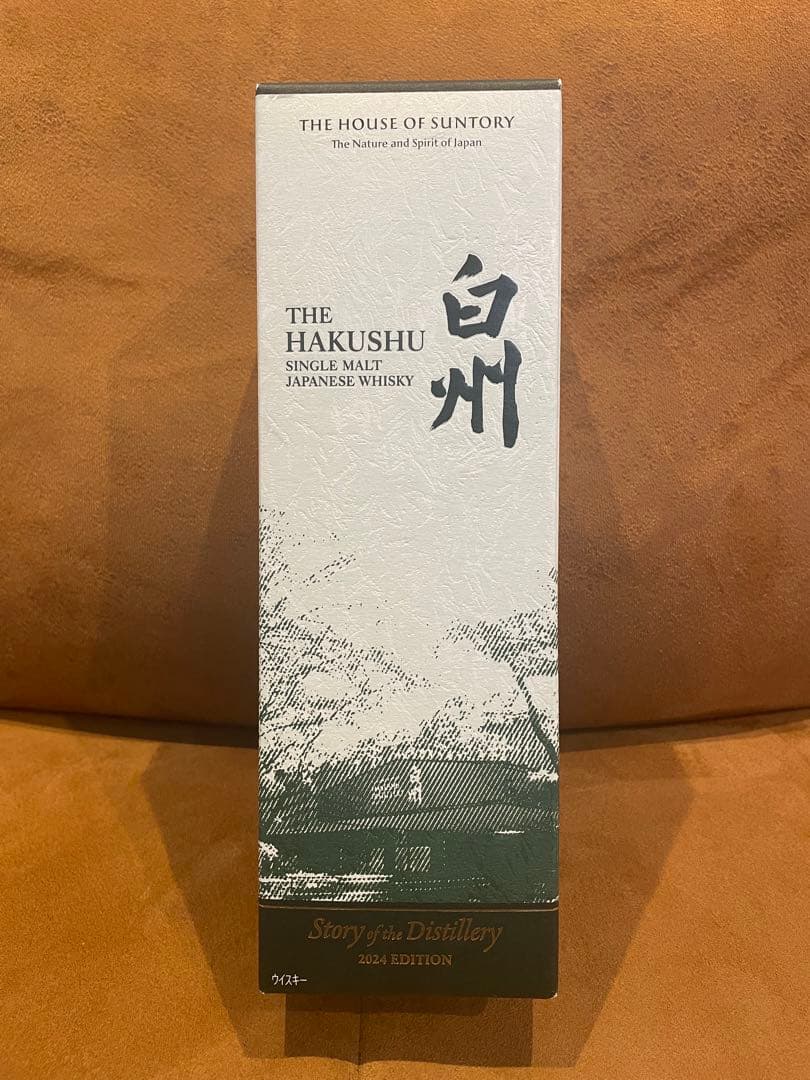 THE HOUSE OF SUNTORY
The Nature and Spirit of Japan
THE
HAKUSHU
SINGLE MALT
JAPANESE WHISKY
白州
Story of the Distillery
2024 EDITION
ウイスキー